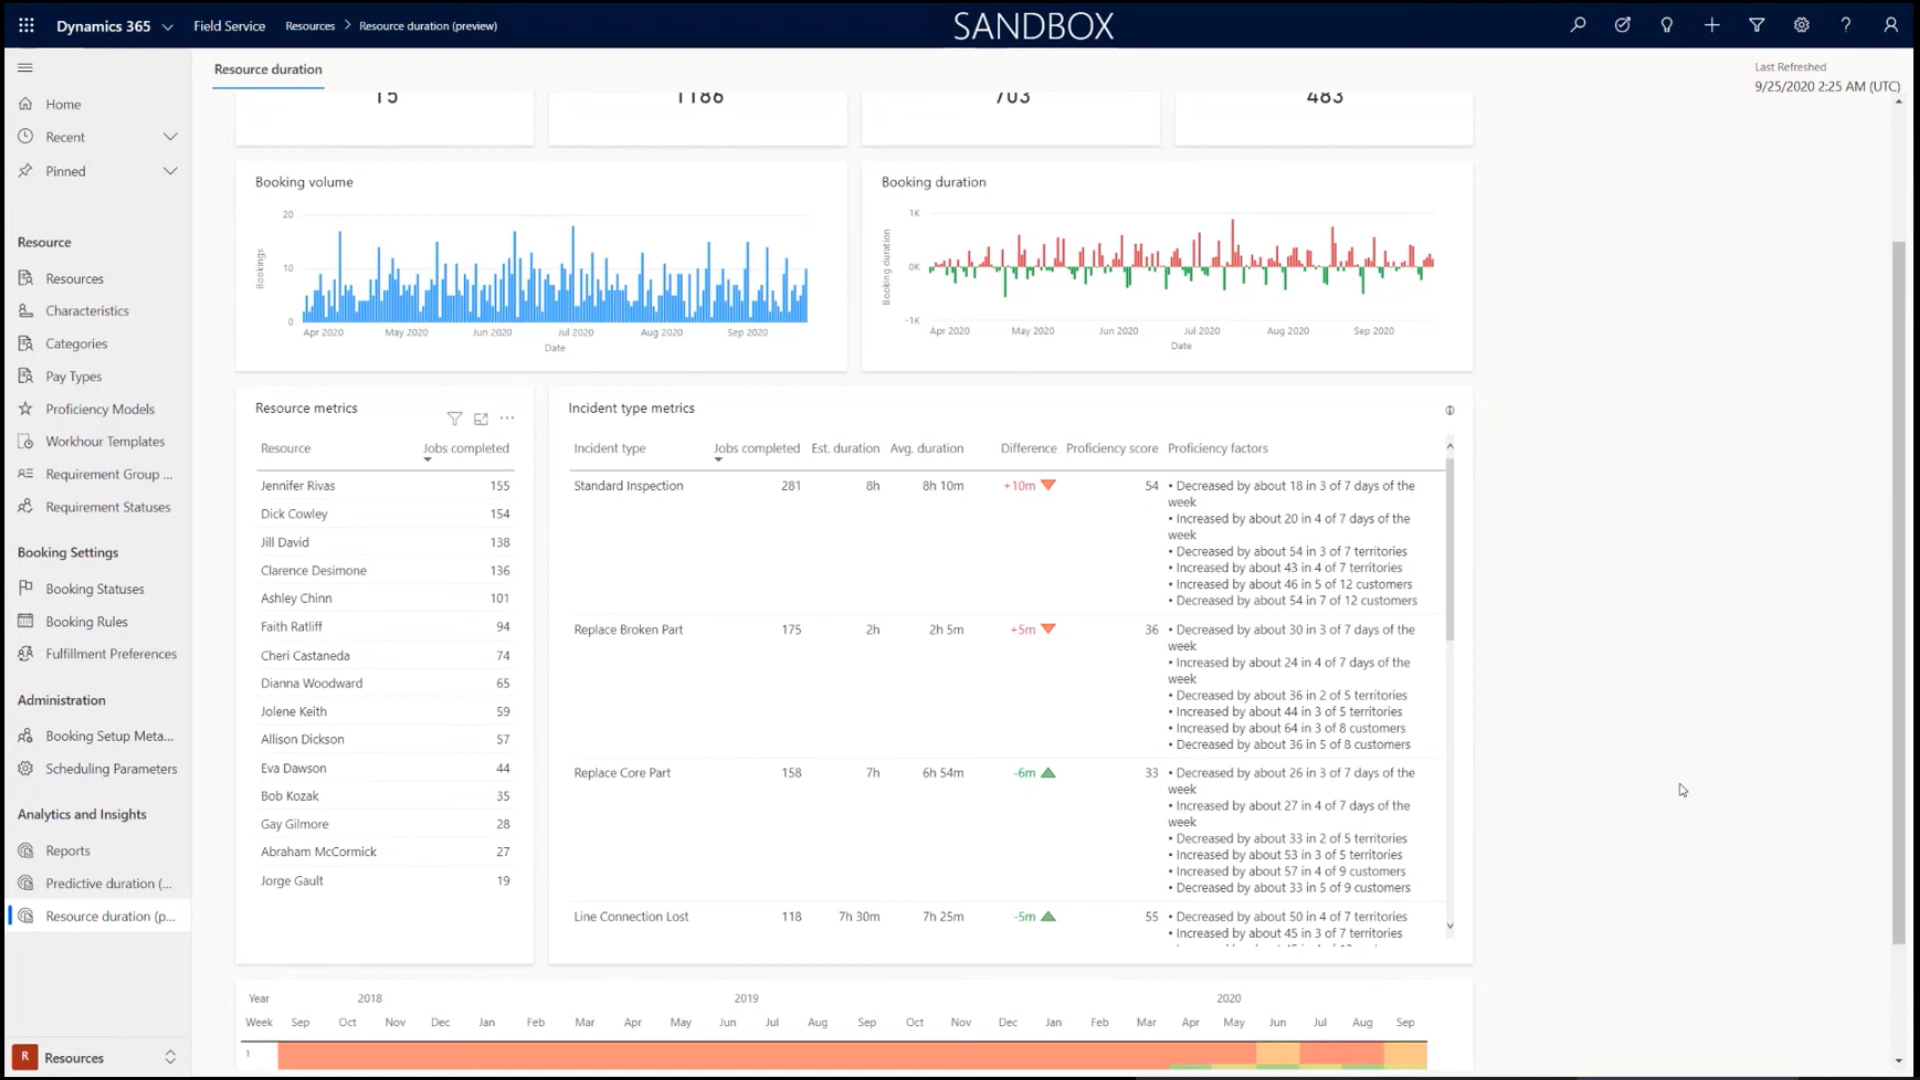 Dynamics 365 Field Service Resources > Resource duration (preview) SANDBOX
Resource duration
Last Refreshed
9/25/2020 2:25 AM (UTC)
Home
Recent
Pinned
Resource
Resources
Characteristics
Categories
Pay Types
Proficiency Models
Workhour Templates
Requirement Group ...
Requirement Statuses
Booking Settings
Booking Statuses
Booking Rules
Fulfillment Preferences
Administration
Booking Setup Meta...
Scheduling Parameters
Analytics and Insights
Reports
Predictive duration (...
Resource duration (p...
R Resources
15 1186 703 483
Booking volume
Bookings
20
10
0
Apr 2020 May 2020 Jun 2020 Jul 2020 Aug 2020 Sep 2020
Date
Booking duration
Booking duration
1K
0K
-1K
Apr 2020 May 2020 Jun 2020 Jul 2020 Aug 2020 Sep 2020
Date
Resource metrics
Resource Jobs completed
Jennifer Rivas 155
Dick Cowley 154
Jill David 138
Clarence Desimone 136
Ashley Chinn 101
Faith Ratliff 94
Cheri Castaneda 74
Dianna Woodward 65
Jolene Keith 59
Allison Dickson 57
Eva Dawson 44
Bob Kozak 35
Gay Gilmore 28
Abraham McCormick 27
Jorge Gault 19
Incident type metrics
Incident type Jobs completed Est. duration Avg. duration Difference Proficiency score Proficiency factors
Standard Inspection 281 8h 8h 10m +10m 54 • Decreased by about 18 in 3 of 7 days of the
week
• Increased by about 20 in 4 of 7 days of the
week
• Decreased by about 54 in 3 of 7 territories
• Increased by about 43 in 4 of 7 territories
• Increased by about 46 in 5 of 12 customers
• Decreased by about 54 in 7 of 12 customers
Replace Broken Part 175 2h 2h 5m +5m 36 • Decreased by about 30 in 3 of 7 days of the
week
• Increased by about 24 in 4 of 7 days of the
week
• Decreased by about 36 in 2 of 5 territories
• Increased by about 44 in 3 of 5 territories
• Increased by about 64 in 3 of 8 customers
• Decreased by about 36 in 5 of 8 customers
Replace Core Part 158 7h 6h 54m -6m 33 • Decreased by about 26 in 3 of 7 days of the
week
• Increased by about 27 in 4 of 7 days of the
week
• Decreased by about 33 in 2 of 5 territories
• Increased by about 53 in 3 of 5 territories
• Increased by about 57 in 4 of 9 customers
• Decreased by about 33 in 5 of 9 customers
Line Connection Lost 118 7h 30m 7h 25m -5m 55 • Decreased by about 50 in 4 of 7 territories
• Increased by about 45 in 3 of 7 territories
Year 2018 2019 2020
Week Sep Oct Nov Dec Jan Feb Mar Apr May Jun Jul Aug Sep Oct Nov Dec Jan Feb Mar Apr May Jun Jul Aug Sep
1